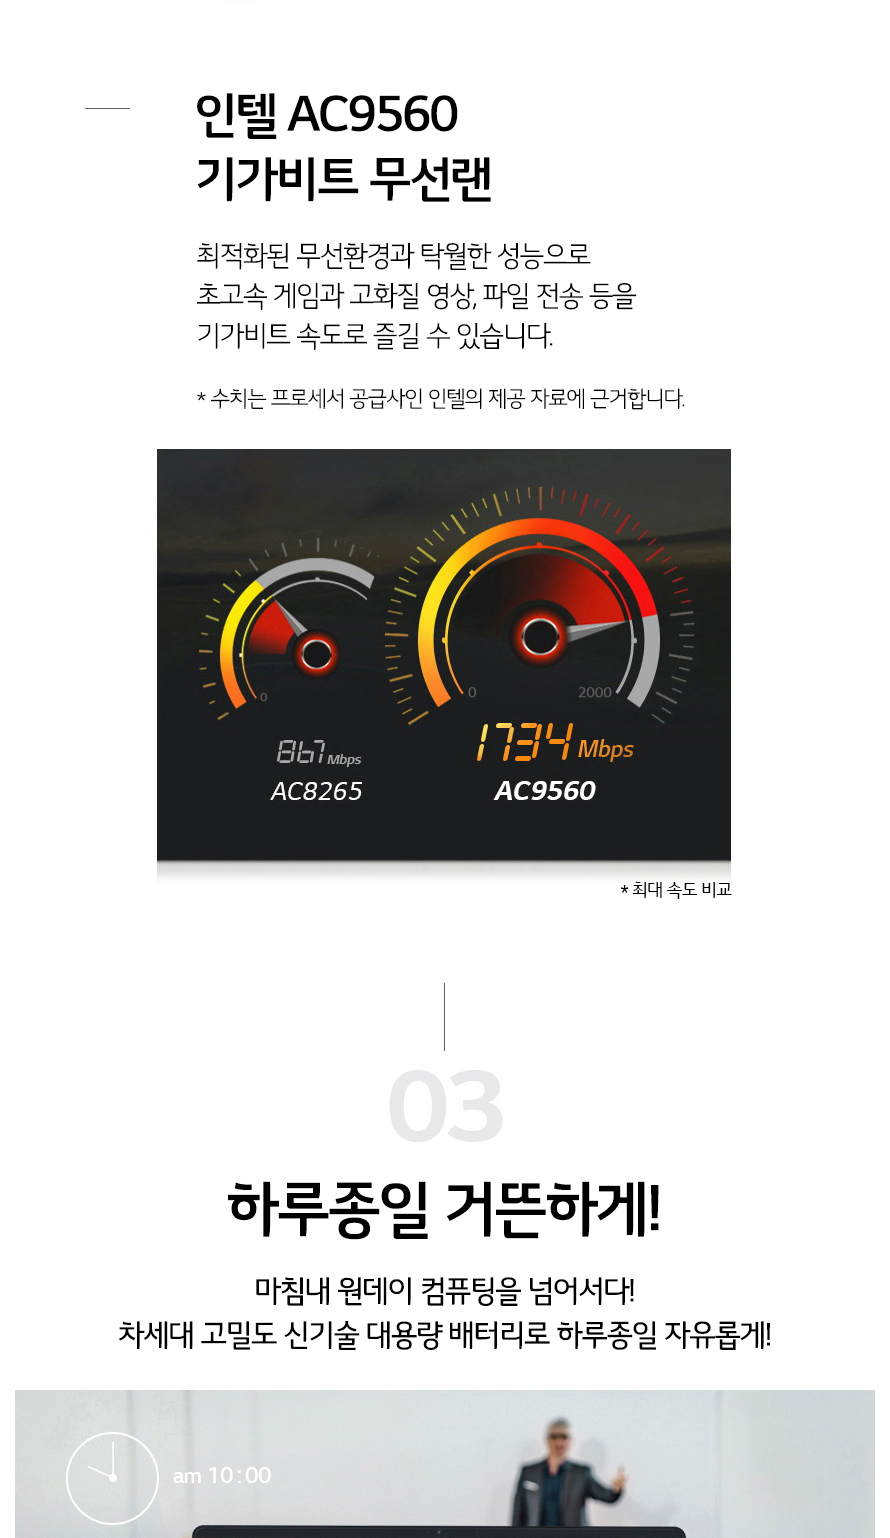 인텔 AC9560
기가비트 무선랜
최적화된 무선환경과 탁월한 성능으로
초고속 게임과 고화질 영상, 파일 전송 등을
기가비트 속도로 즐길 수 있습니다.
* 수치는 프로세서 공급사인 인텔의 제공 자료에 근거합니다.
0
0 2000
867 Mbps
AC8265
1734 Mbps
AC9560
* 최대 속도 비교
03
하루종일 거뜬하게!
마침내 원데이 컴퓨팅을 넘어서다!
차세대 고밀도 신기술 대용량 배터리로 하루종일 자유롭게!
am 10:00